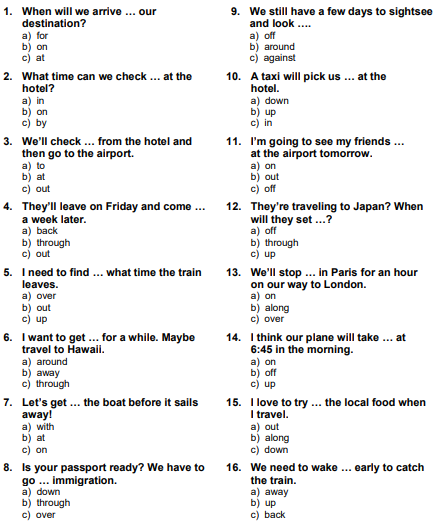 1. When will we arrive … our
destination?
a) for
b) on
c) at
2. What time can we check … at the
hotel?
a) in
b) on
c) by
3. We'll check … from the hotel and
then go to the airport.
a) to
b) at
c) out
4. They'll leave on Friday and come …
a week later.
a) back
b) through
c) out
5. I need to find … what time the train
leaves.
a) over
b) out
c) up
6. I want to get … for a while. Maybe
travel to Hawaii.
a) around
b) away
c) through
7. Let's get … the boat before it sails
away!
a) with
b) at
c) on
8. Is your passport ready? We have to
go … immigration.
a) down
b) through
c) over
9. We still have a few days to sightsee
and look ….
a) off
b) around
c) against
10. A taxi will pick us … at the
hotel.
a) down
b) up
c) in
11. I'm going to see my friends …
at the airport tomorrow.
a) on
b) out
c) off
12. They're traveling to Japan? When
will they set …?
a) off
b) through
c) up
13. We'll stop … in Paris for an hour
on our way to London.
a) on
b) along
c) over
14. I think our plane will take … at
6:45 in the morning.
a) on
b) off
c) up
15. I love to try … the local food when
I travel.
a) out
b) along
c) down
16. We need to wake … early to catch
the train.
a) away
b) up
c) back